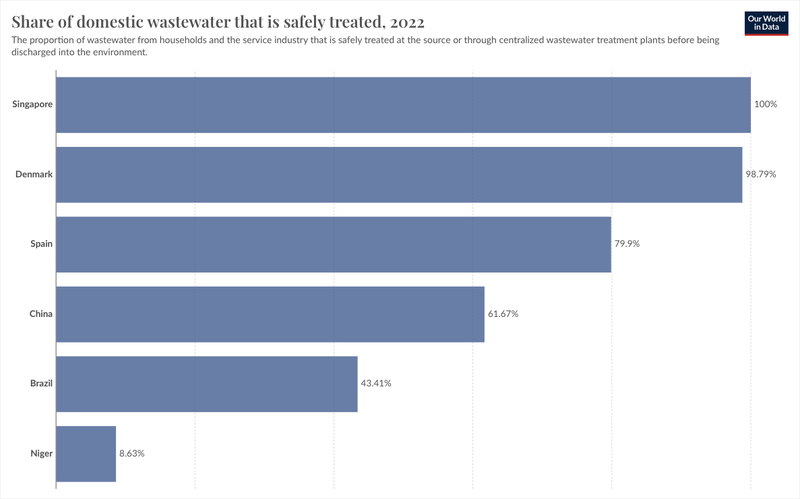 Share of domestic wastewater that is safely treated, 2022
Our World
in Data
The proportion of wastewater from households and the service industry that is safely treated at the source or through centralized wastewater treatment plants before being
discharged into the environment.
Singapore 100%
Denmark 98.79%
Spain 79.9%
China 61.67%
Brazil 43.41%
Niger 8.63%